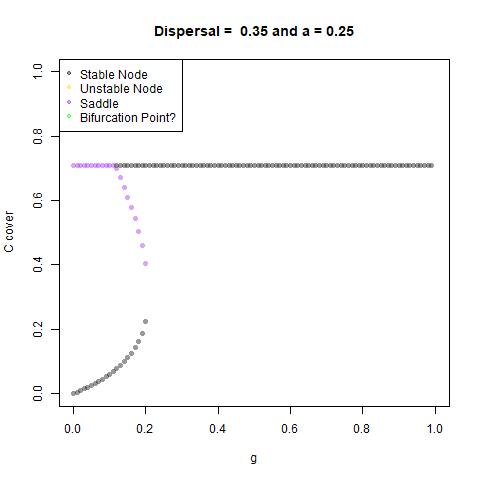 Dispersal =  0.35 and a = 0.25
Stable Node
Unstable Node
Saddle
Bifurcation Point?
C cover
1.0
0.8
0.6
0.4
0.2
0.0
0.0 0.2 0.4 0.6 0.8 1.0
g